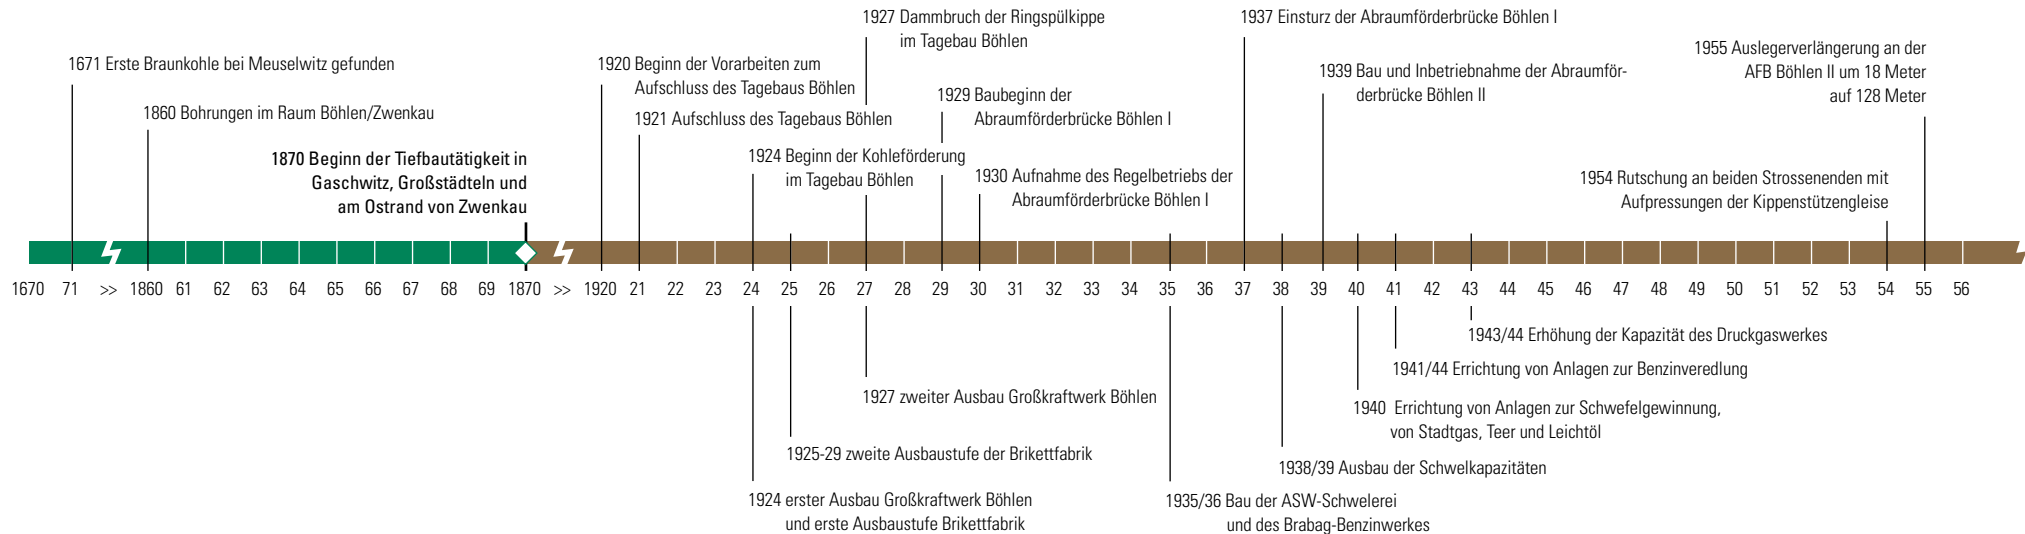 1671 Erste Braunkohle bei Meuselwitz gefunden
1860 Bohrungen im Raum Böhlen/Zwenkau
1870 Beginn der Tiefbautätigkeit in
Gaschwitz, Großstädteln und
am Ostrand von Zwenkau
1920 Beginn der Vorarbeiten zum
Aufschluss des Tagebaus Böhlen
1921 Aufschluss des Tagebaus Böhlen
1924 Beginn der Kohleförderung
im Tagebau Böhlen
1927 Dammbruch der Ringspülkippe
im Tagebau Böhlen
1929 Baubeginn der
Abraumförderbrücke Böhlen I
1930 Aufnahme des Regelbetriebs der
Abraumförderbrücke Böhlen I
1937 Einsturz der Abraumförderbrücke Böhlen I
1939 Bau und Inbetriebnahme der Abraumför-
derbrücke Böhlen II
1954 Rutschung an beiden Strossenenden mit
Aufpressungen der Kippenstützengleise
1955 Auslegerverlängerung an der
AFB Böhlen II um 18 Meter
auf 128 Meter
1670 71 >> 1860 61 62 63 64 65 66 67 68 69 1870 >> 1920 21 22 23 24 25 26 27 28 29 30 31 32 33 34 35 36 37 38 39 40 41 42 43 44 45 46 47 48 49 50 51 52 53 54 55 56
1924 erster Ausbau Großkraftwerk Böhlen
und erste Ausbaustufe Brikettfabrik
1925-29 zweite Ausbaustufe der Brikettfabrik
1927 zweiter Ausbau Großkraftwerk Böhlen
1935/36 Bau der ASW-Schwelerei
und des Brabag-Benzinwerkes
1938/39 Ausbau der Schwelkapazitäten
1940 Errichtung von Anlagen zur Schwefelgewinnung,
von Stadtgas, Teer und Leichtöl
1941/44 Errichtung von Anlagen zur Benzinveredlung
1943/44 Erhöhung der Kapazität des Druckgaswerkes